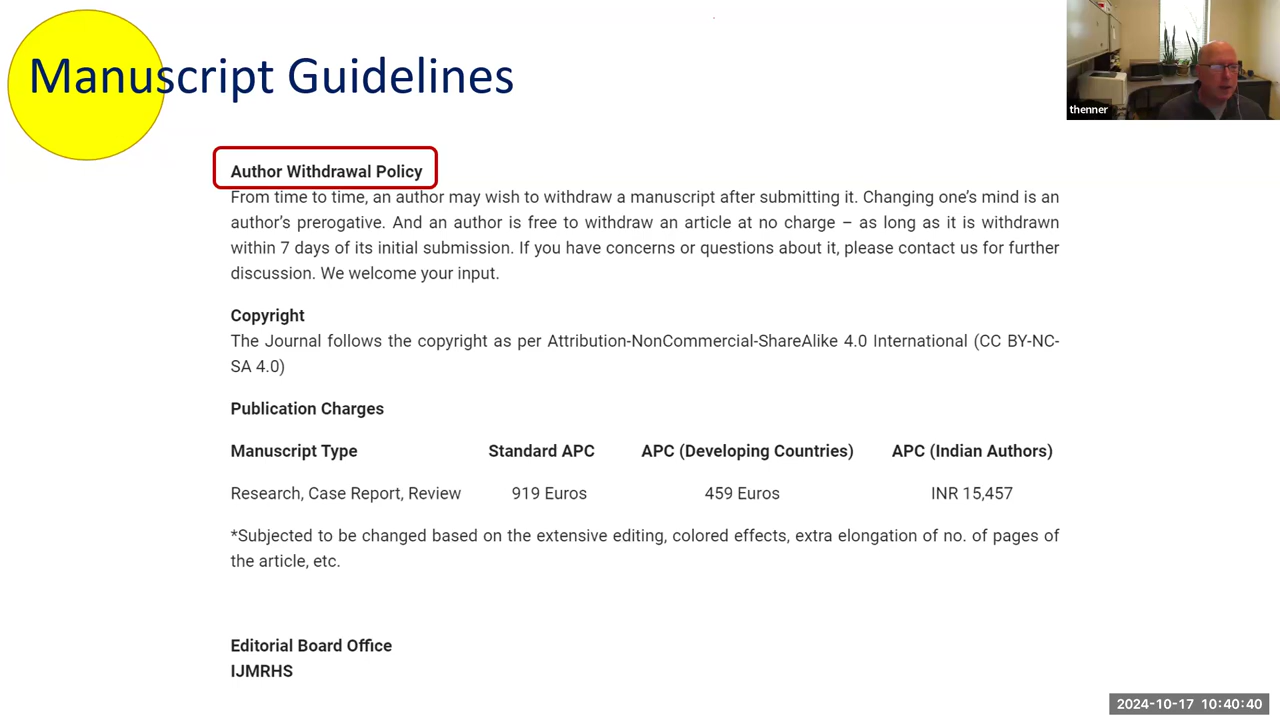 Manuscript Guidelines
thenner
Author Withdrawal Policy
From time to time, an author may wish to withdraw a manuscript after submitting it. Changing one’s mind is an
author’s prerogative. And an author is free to withdraw an article at no charge – as long as it is withdrawn
within 7 days of its initial submission. If you have concerns or questions about it, please contact us for further
discussion. We welcome your input.
Copyright
The Journal follows the copyright as per Attribution-NonCommercial-ShareAlike 4.0 International (CC BY-NC-
SA 4.0)
Publication Charges
Manuscript Type Standard APC APC (Developing Countries) APC (Indian Authors)
Research, Case Report, Review 919 Euros 459 Euros INR 15,457
*Subjected to be changed based on the extensive editing, colored effects, extra elongation of no. of pages of
the article, etc.
Editorial Board Office
IJMRHS
2024-10-17 10:40:40